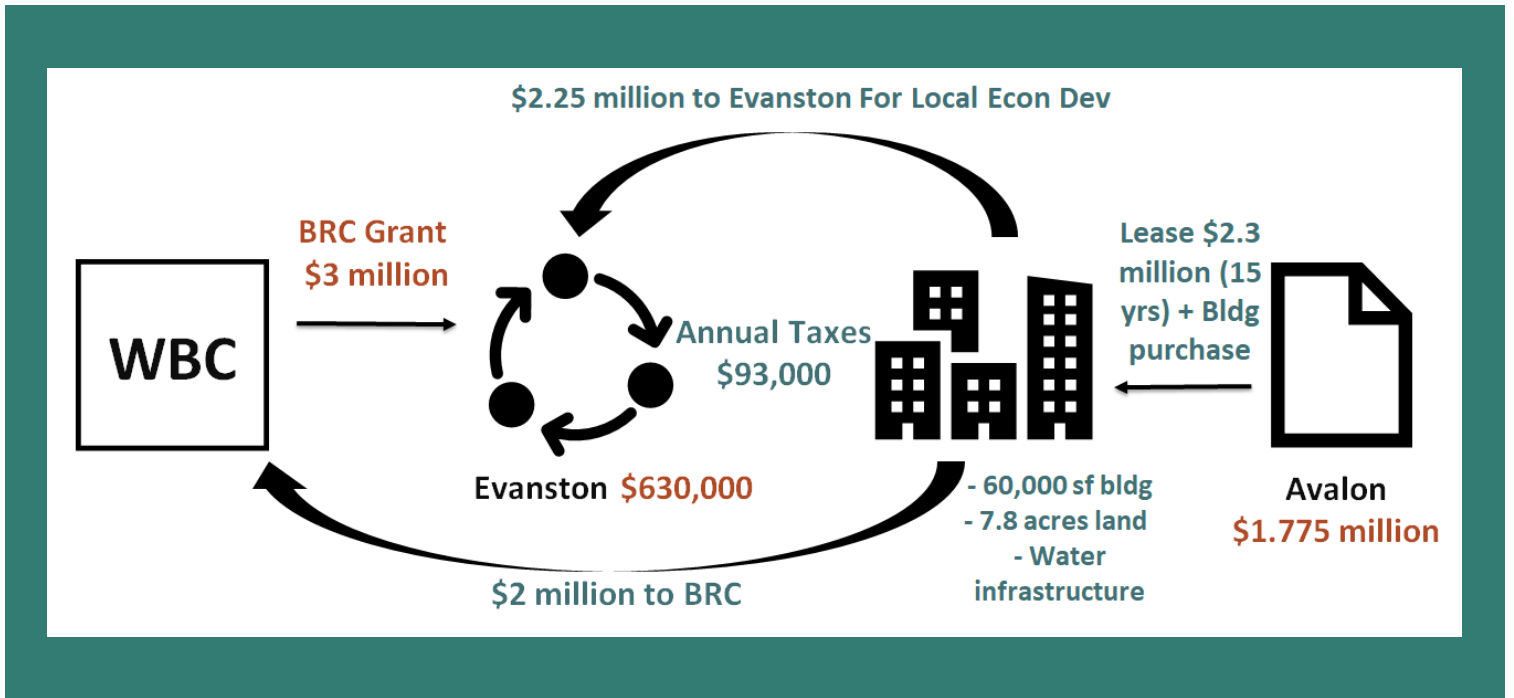 $2.25 million to Evanston For Local Econ Dev
BRC Grant
$3 million
WBC
Annual Taxes
$93,000
Lease $2.3
million (15
yrs) + Bldg
purchase
Evanston $630,000
- 60,000 sf bldg
- 7.8 acres land
- Water
infrastructure
Avalon
$1.775 million
$2 million to BRC